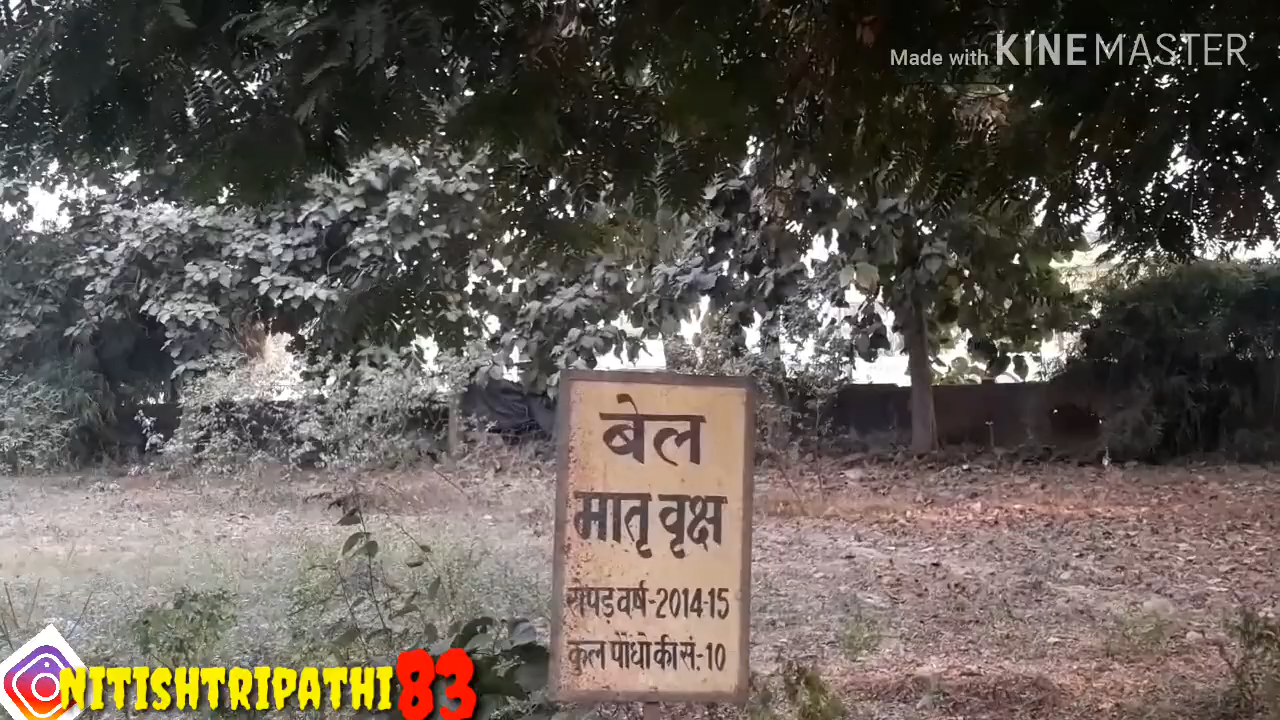 Made with KINEMASTER
बेल
मातृ वृक्ष
रोपड़ वर्ष-2014-15
कुल पौधो की सं:-10
NITISHTRIPATHI83